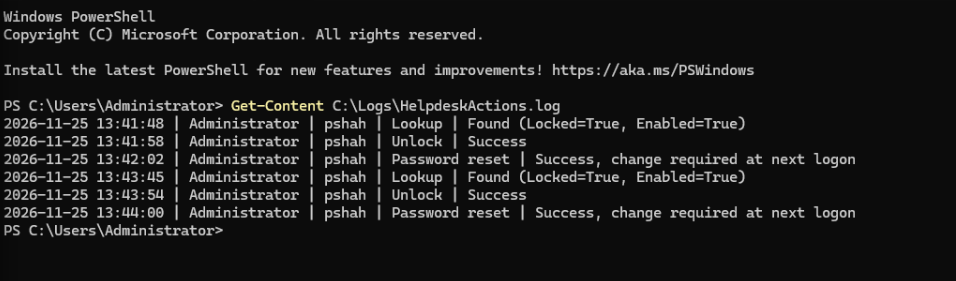 Windows PowerShell
Copyright (C) Microsoft Corporation. All rights reserved.
Install the latest PowerShell for new features and improvements! https://aka.ms/PSWindows
PS C:\Users\Administrator> Get-Content C:\Logs\HelpdeskActions.log
2026-11-25 13:41:48 | Administrator | pshah | Lookup | Found (Locked=True, Enabled=True)
2026-11-25 13:41:58 | Administrator | pshah | Unlock | Success
2026-11-25 13:42:02 | Administrator | pshah | Password reset | Success, change required at next logon
2026-11-25 13:43:45 | Administrator | pshah | Lookup | Found (Locked=True, Enabled=True)
2026-11-25 13:43:54 | Administrator | pshah | Unlock | Success
2026-11-25 13:44:00 | Administrator | pshah | Password reset | Success, change required at next logon
PS C:\Users\Administrator>